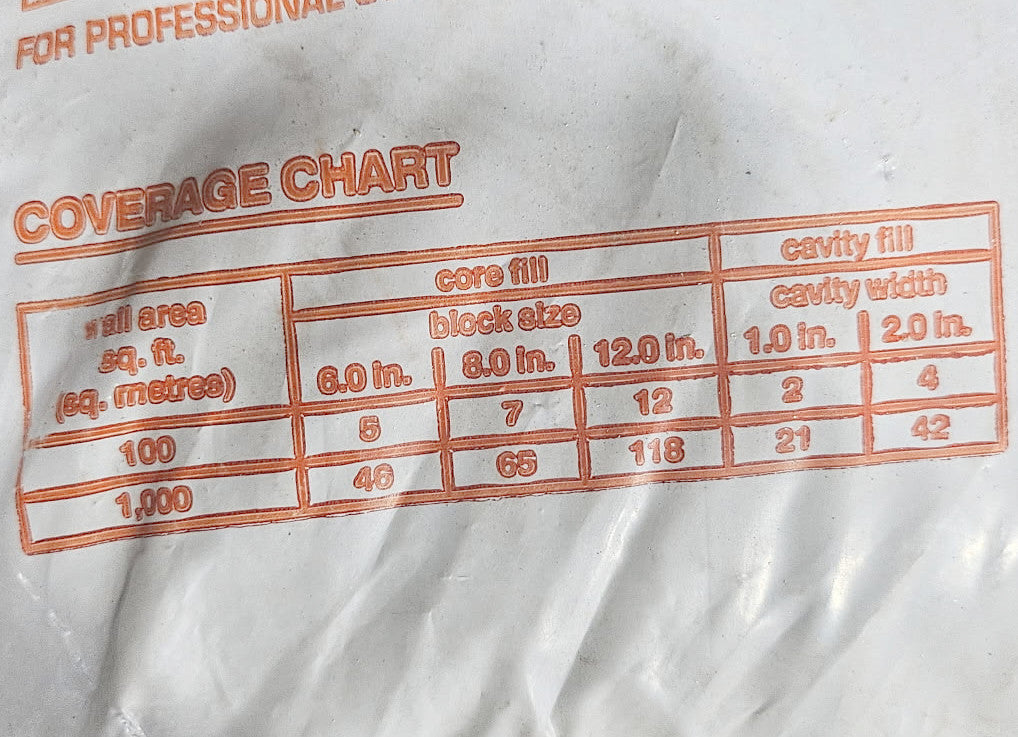 FOR PROFESSIONAL
COVERAGE CHART
core fill cavity fill
wall area block size cavity width
sq. ft. 6.0 in. 8.0 in. 12.0 in. 1.0 in. 2.0 in.
(sq. metres)
100 5 7 12 2 4
1,000 46 65 118 21 42